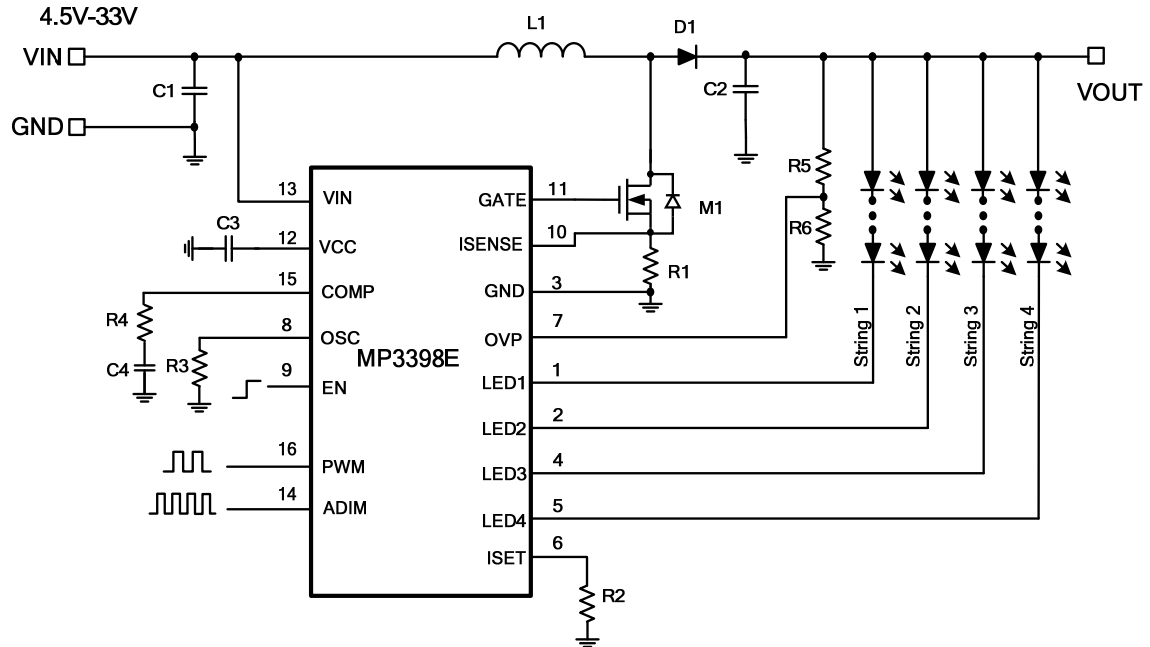 4.5V-33V
L1
D1
VIN
C1
C2
VOUT
GND
R5
R6
13
VIN
GATE
11
M1
C3
12
VCC
ISENSE
10
R1
15
COMP
GND
3
R4
8
OSC
OVP
7
C4
R3
MP3398E
9
EN
LED1
1
String 1
String 2
String 3
String 4
LED2
2
16
PWM
LED3
4
14
ADIM
LED4
5
ISET
6
R2